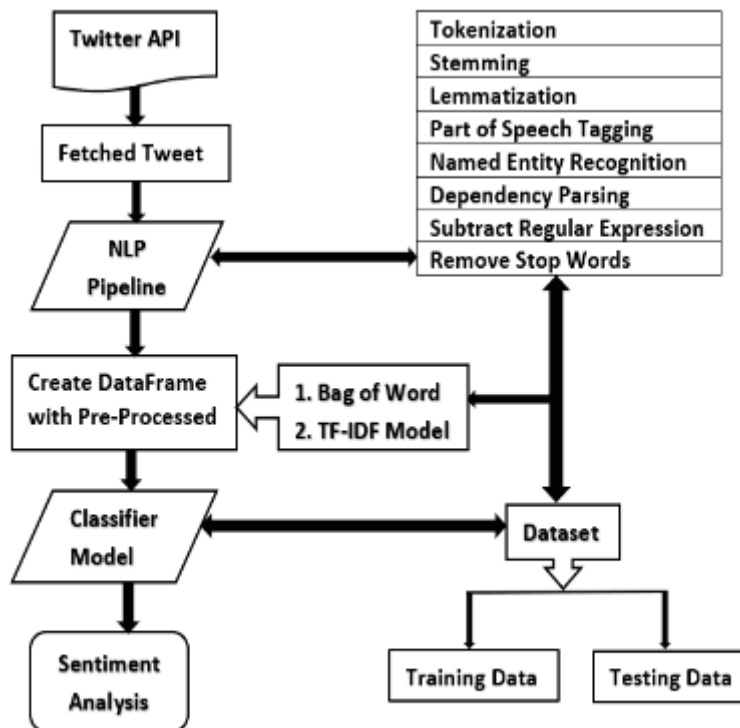 Twitter API
Fetched Tweet
NLP
Pipeline
Create DataFrame
with Pre-Processed
Classifier
Model
Sentiment
Analysis
Tokenization
Stemming
Lemmatization
Part of Speech Tagging
Named Entity Recognition
Dependency Parsing
Subtract Regular Expression
Remove Stop Words
1. Bag of Word
2. TF-IDF Model
Dataset
Training Data
Testing Data